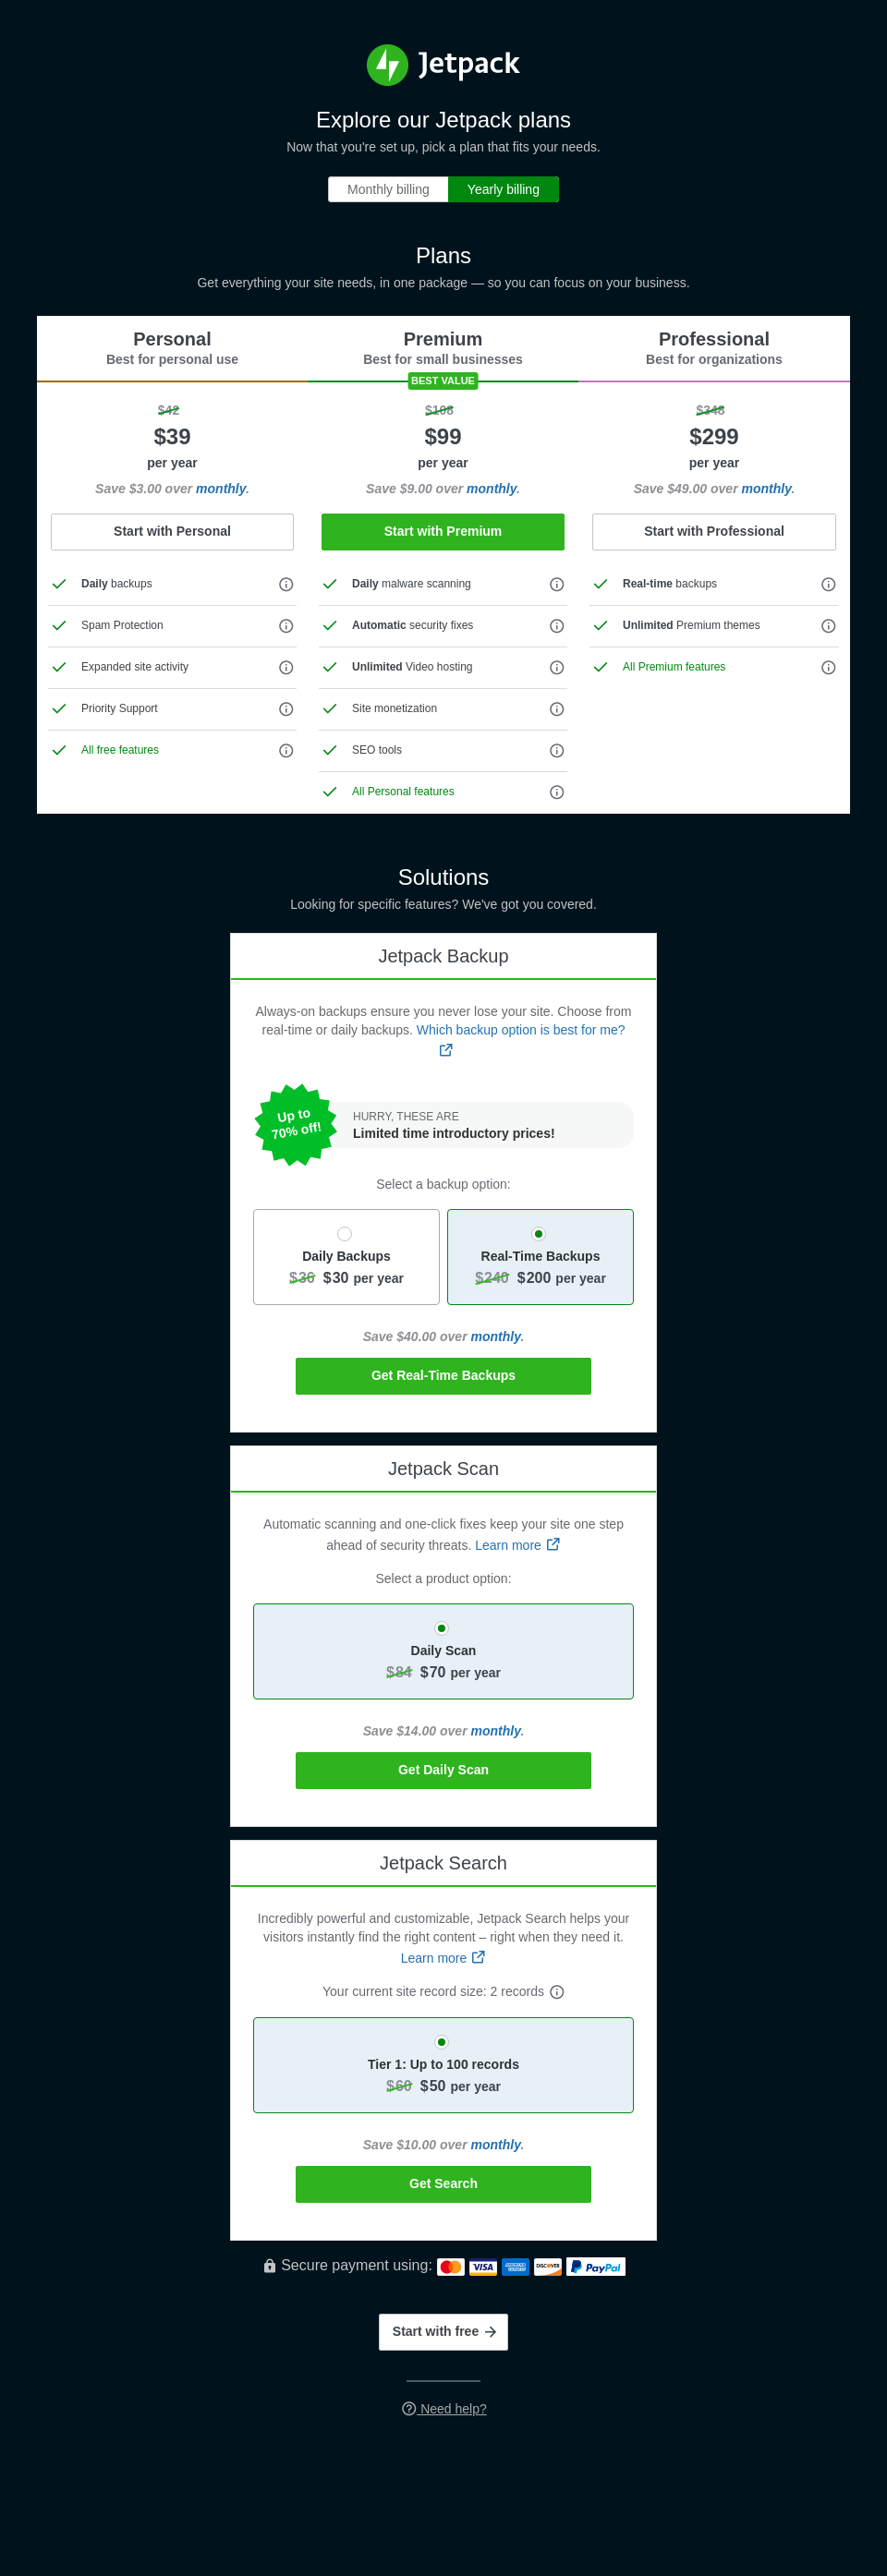 Jetpack
Explore our Jetpack plans
Now that you're set up, pick a plan that fits your needs.
Monthly billing
Yearly billing
Plans
Get everything your site needs, in one package — so you can focus on your business.
Personal
Best for personal use
$42
$39
per year
Save $3.00 over monthly.
Start with Personal
Daily backups
Spam Protection
Expanded site activity
Priority Support
All free features
Premium
Best for small businesses
BEST VALUE
$108
$99
per year
Save $9.00 over monthly.
Start with Premium
Daily malware scanning
Automatic security fixes
Unlimited Video hosting
Site monetization
SEO tools
All Personal features
Professional
Best for organizations
$348
$299
per year
Save $49.00 over monthly.
Start with Professional
Real-time backups
Unlimited Premium themes
All Premium features
Solutions
Looking for specific features? We've got you covered.
Jetpack Backup
Always-on backups ensure you never lose your site. Choose from
real-time or daily backups. Which backup option is best for me?
Up to
70% off!
HURRY, THESE ARE
Limited time introductory prices!
Select a backup option:
Daily Backups
$36 $30 per year
Real-Time Backups
$240 $200 per year
Save $40.00 over monthly.
Get Real-Time Backups
Jetpack Scan
Automatic scanning and one-click fixes keep your site one step
ahead of security threats. Learn more
Select a product option:
Daily Scan
$84 $70 per year
Save $14.00 over monthly.
Get Daily Scan
Jetpack Search
Incredibly powerful and customizable, Jetpack Search helps your
visitors instantly find the right content – right when they need it.
Learn more
Your current site record size: 2 records
Tier 1: Up to 100 records
$60 $50 per year
Save $10.00 over monthly.
Get Search
Secure payment using:
VISA
DISCOVER
PayPal
Start with free
Need help?